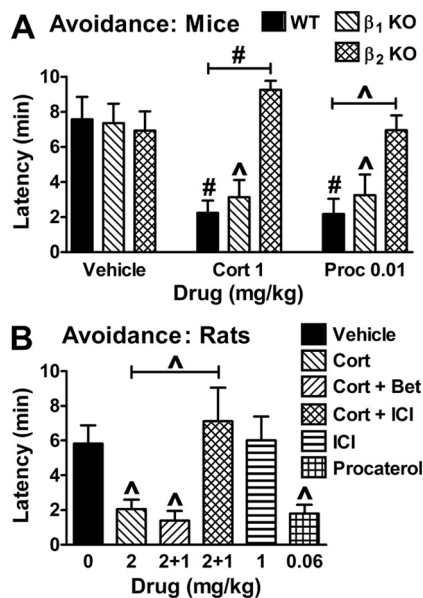 A
Avoidance: Mice
WT
β1 KO
β2 KO
Latency (min)
10
8
6
4
2
0
#
^
#
^
#
^
Vehicle
Cort 1
Proc 0.01
Drug (mg/kg)
B
Avoidance: Rats
Vehicle
Cort
Cort + Bet
Cort + ICI
ICI
Procaterol
Latency (min)
10
8
6
4
2
0
^
^
^
^
0
2
2+1
2+1
1
0.06
Drug (mg/kg)